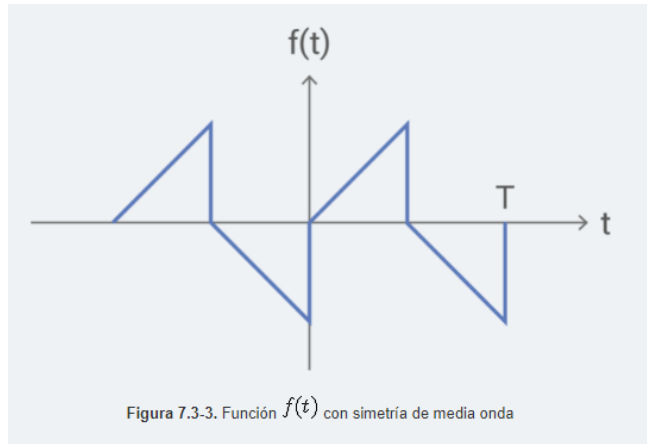 f(t)
T
t
Figura 7.3-3. Función f(t) con simetría de media onda